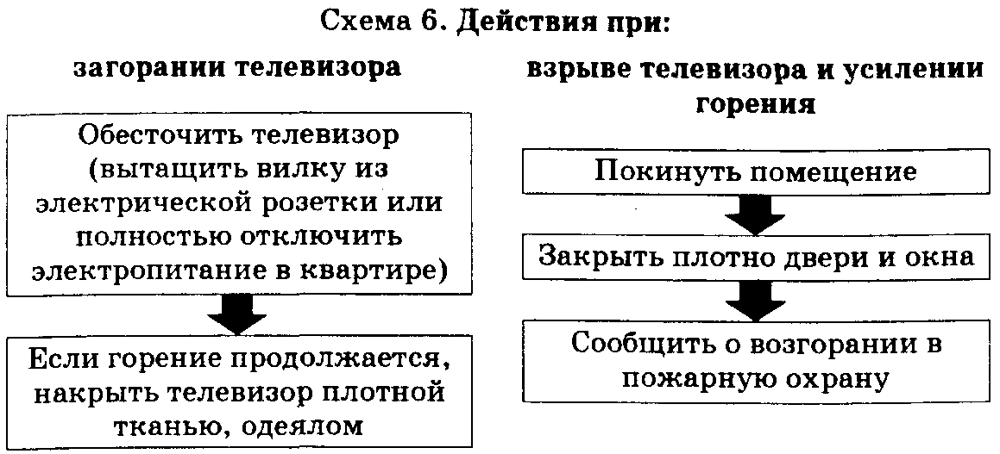 Схема 6. Действия при:
загорании телевизора
Обесточить телевизор
(вытащить вилку из
электрической розетки или
полностью отключить
электропитание в квартире)
Если горение продолжается,
накрыть телевизор плотной
тканью, одеялом
взрыве телевизора и усилении
горения
Покинуть помещение
Закрыть плотно двери и окна
Сообщить о возгорании в
пожарную охрану